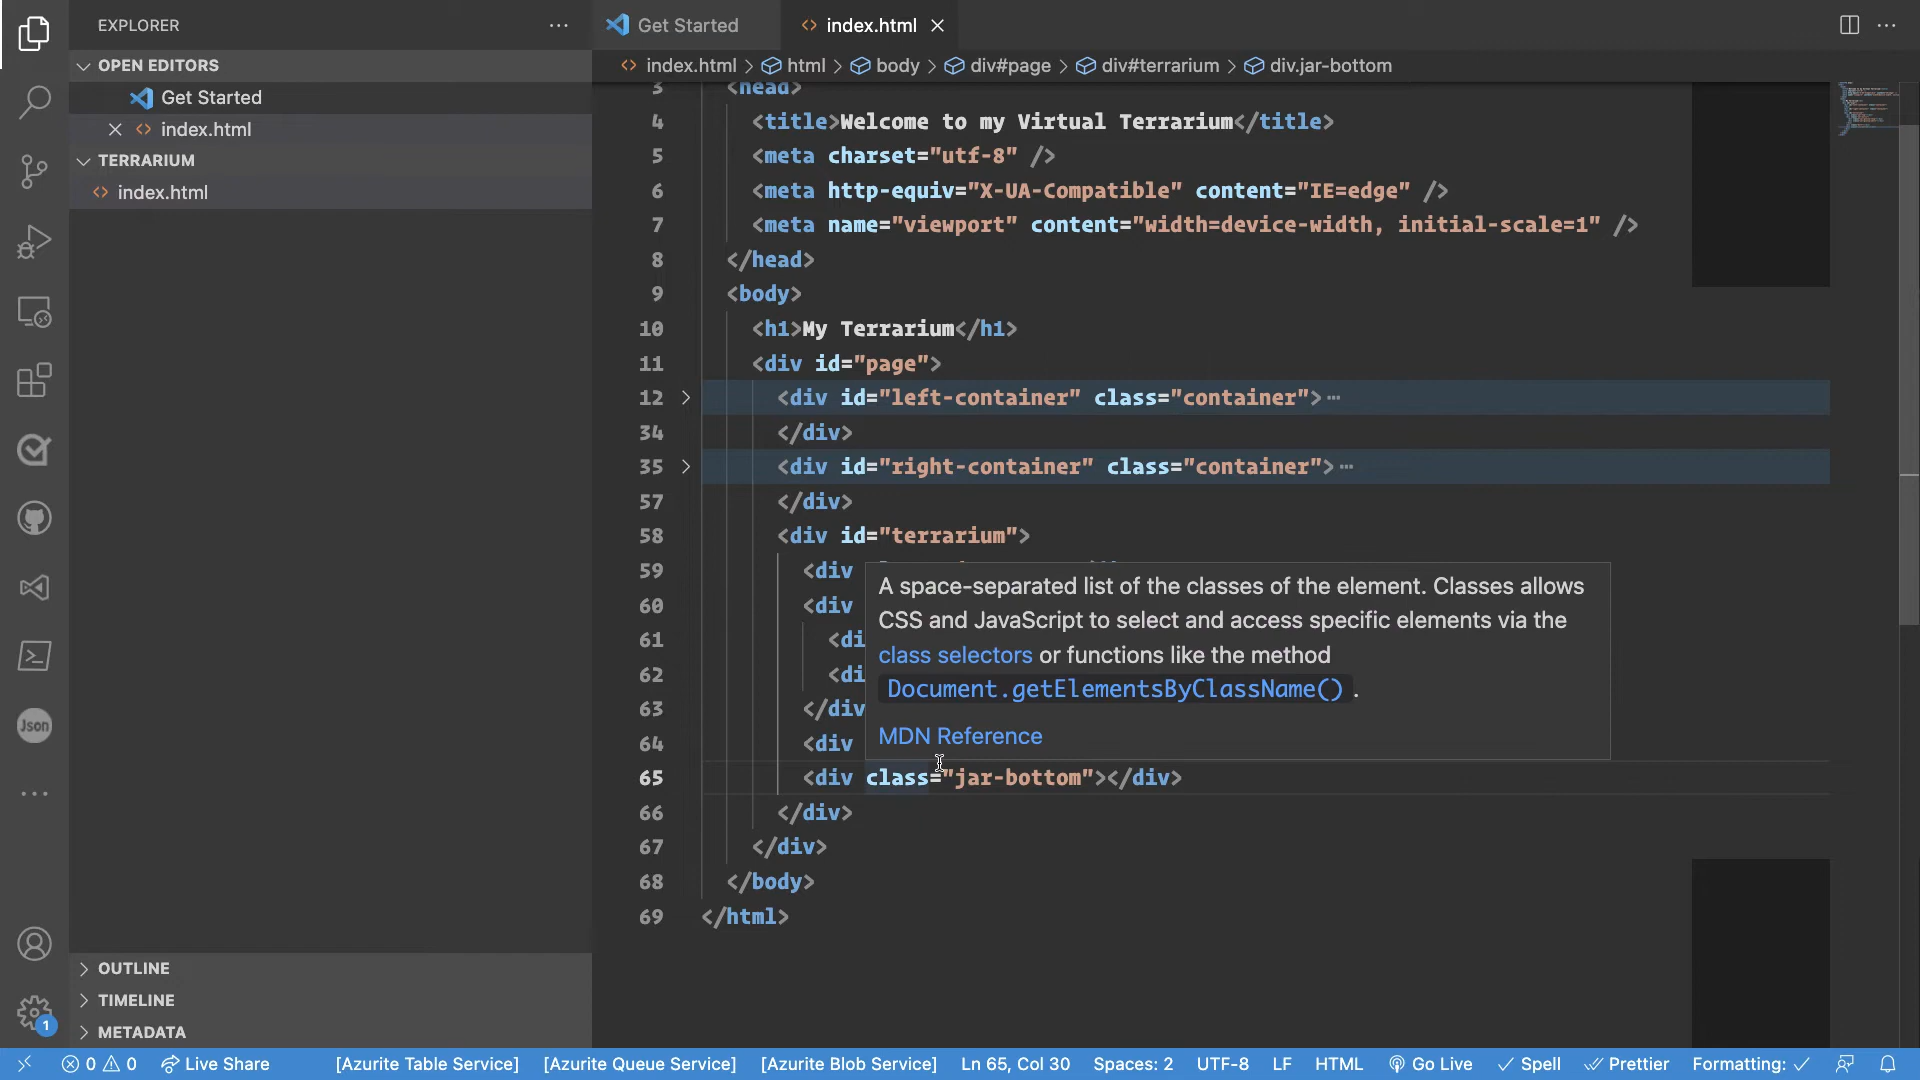 EXPLORER
Get Started
index.html
OPEN EDITORS
index.html
html
body
div#page
div#terrarium
div.jar-bottom
Get Started
index.html
TERRARIUM
index.html
3 <head>
4 <title>Welcome to my Virtual Terrarium</title>
5 <meta charset="utf-8" />
6 <meta http-equiv="X-UA-Compatible" content="IE=edge" />
7 <meta name="viewport" content="width=device-width, initial-scale=1" />
8 </head>
9 <body>
10 <h1>My Terrarium</h1>
11 <div id="page">
12 <div id="left-container" class="container">…
34 </div>
35 <div id="right-container" class="container">…
57 </div>
58 <div id="terrarium">
59 <div
60 <div
61 <di
62 <di
63 </div
64 <div
A space-separated list of the classes of the element. Classes allows
CSS and JavaScript to select and access specific elements via the
class selectors or functions like the method
Document.getElementsByClassName() .
MDN Reference
65 <div class="jar-bottom"></div>
66 </div>
67 </div>
68 </body>
69 </html>
Json
OUTLINE
TIMELINE
METADATA
1
0 0 Live Share [Azurite Table Service] [Azurite Queue Service] [Azurite Blob Service] Ln 65, Col 30 Spaces: 2 UTF-8 LF HTML Go Live Spell Prettier Formatting: ✓